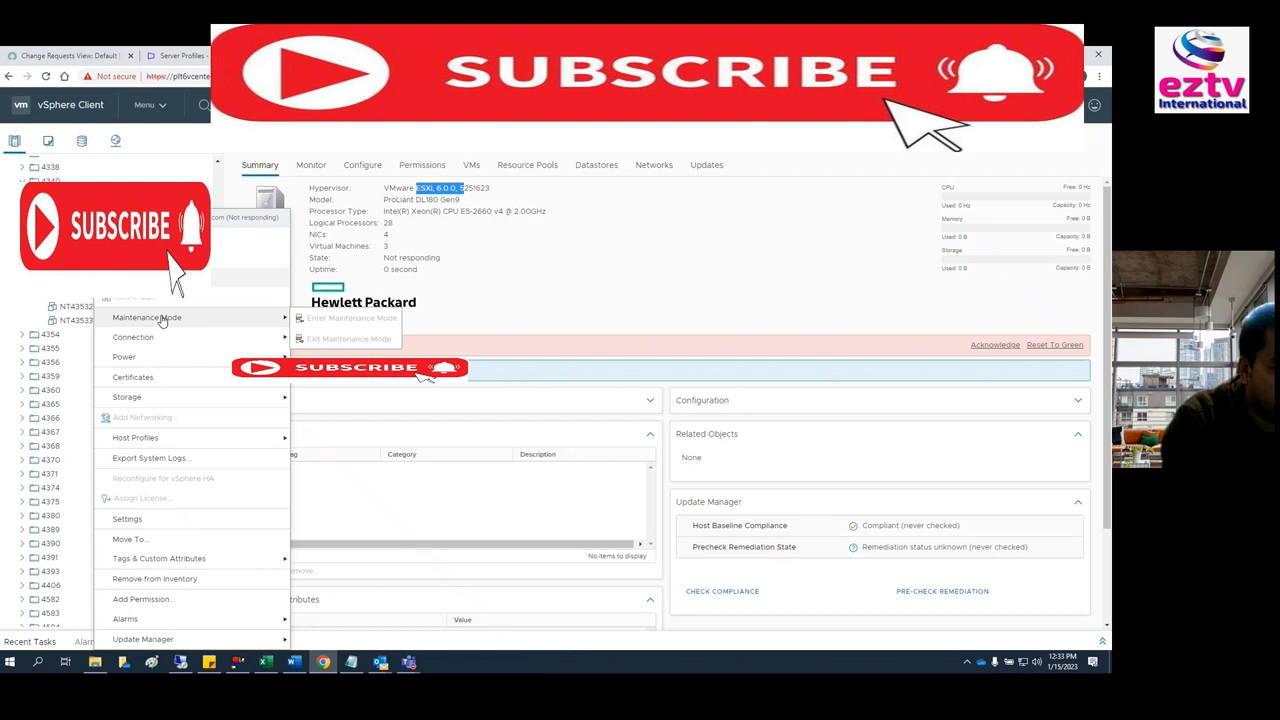 SUBSCRIBE
eztv
International
Change Requests View: Default
Server Profiles -
Not secure
https://plt6vcente
vm vSphere Client
Menu
4338
Summary
Monitor
Configure
Permissions
VMs
Resource Pools
Datastores
Networks
Updates
Hypervisor: VMware ESXi, 6.0.0, 5251623
Model: ProLiant DL180 Gen9
Processor Type: Intel(R) Xeon(R) CPU E5-2660 v4 @ 2.00GHz
Logical Processors: 28
NICs: 4
Virtual Machines: 3
State: Not responding
Uptime: 0 second
Hewlett Packard
CPU Free: 0 Hz
Used: 0 Hz Capacity: 0 Hz
Memory Free: 0 B
Used: 0 B Capacity: 0 B
Storage Free: 0 B
Used: 0 B Capacity: 0 B
SUBSCRIBE
com (Not responding)
NT43532
NT43533
4354
4355
4356
4359
4360
4365
4366
4367
4368
4370
4371
4374
4375
4380
4389
4390
4391
4393
4406
4582
4583
Maintenance Mode
Connection
Power
Certificates
Storage
Add Networking...
Host Profiles
Export System Logs...
Reconfigure for vSphere HA
Assign License...
Settings
Move To...
Tags & Custom Attributes
Remove from Inventory
Add Permission...
Alarms
Update Manager
Enter Maintenance Mode
Exit Maintenance Mode
Acknowledge
Reset To Green
SUBSCRIBE
Configuration
Related Objects
None
Category
Description
No items to display
Value
Update Manager
Host Baseline Compliance Compliant (never checked)
Precheck Remediation State Remediation status unknown (never checked)
CHECK COMPLIANCE
PRE-CHECK REMEDIATION
Recent Tasks
12:33 PM
1/15/2023